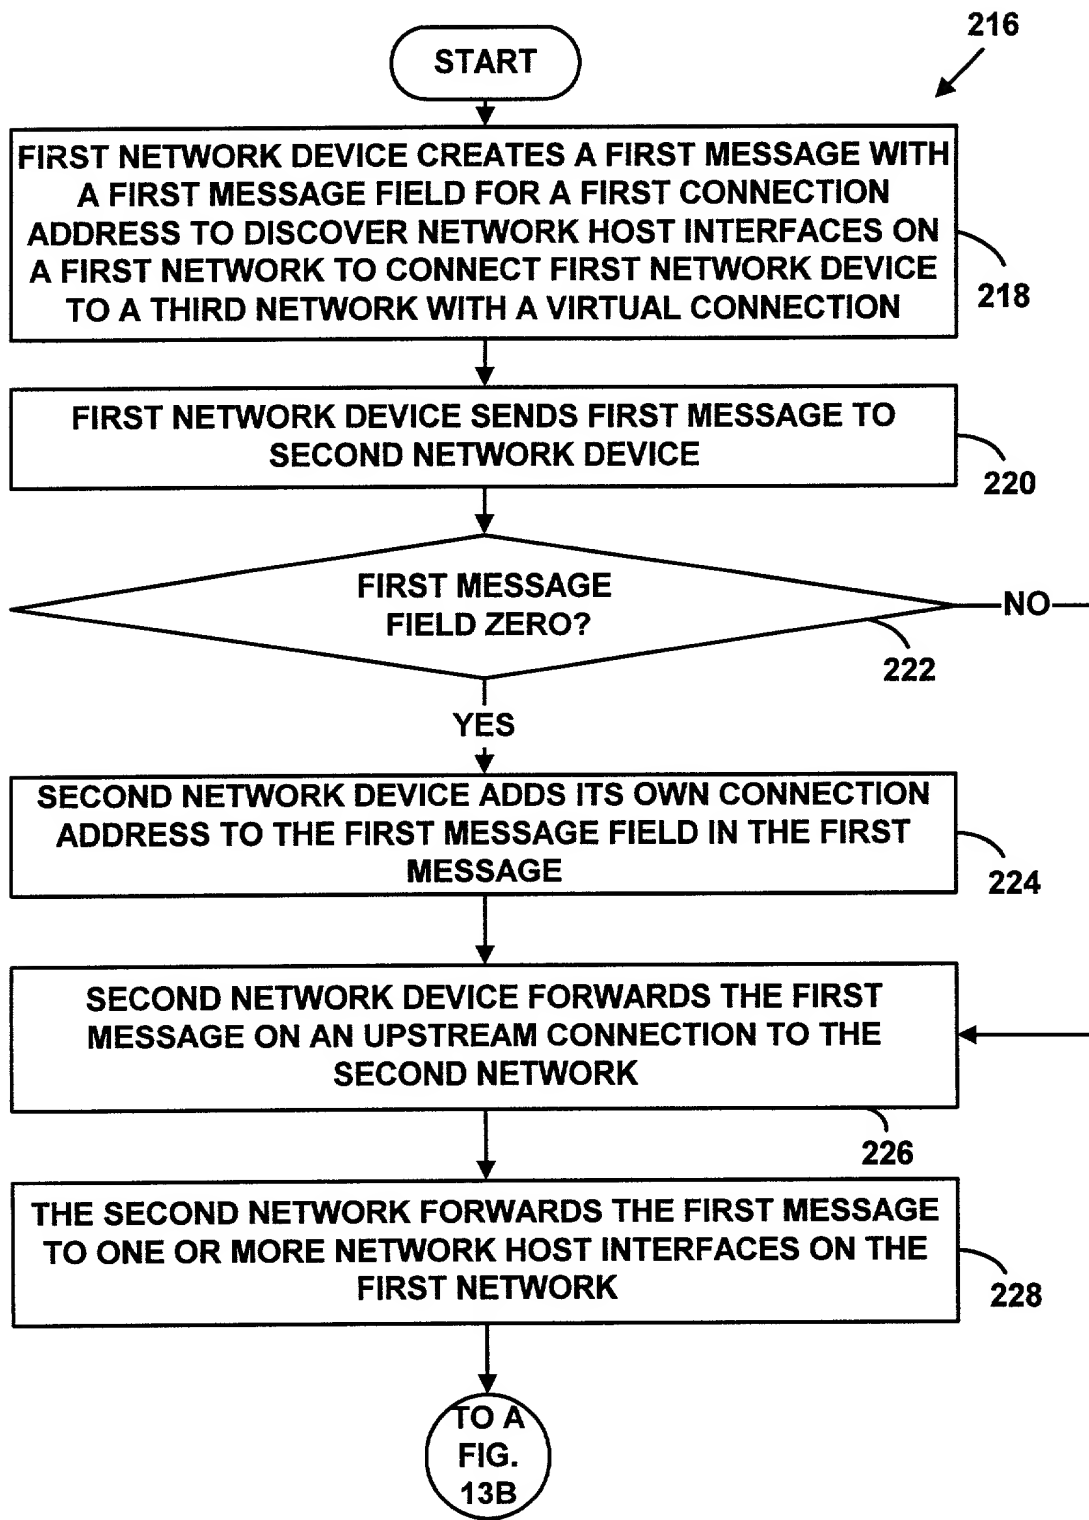 216
START
FIRST NETWORK DEVICE CREATES A FIRST MESSAGE WITH
A FIRST MESSAGE FIELD FOR A FIRST CONNECTION
ADDRESS TO DISCOVER NETWORK HOST INTERFACES ON
A FIRST NETWORK TO CONNECT FIRST NETWORK DEVICE
TO A THIRD NETWORK WITH A VIRTUAL CONNECTION
218
FIRST NETWORK DEVICE SENDS FIRST MESSAGE TO
SECOND NETWORK DEVICE
220
FIRST MESSAGE
FIELD ZERO?
NO
222
YES
SECOND NETWORK DEVICE ADDS ITS OWN CONNECTION
ADDRESS TO THE FIRST MESSAGE FIELD IN THE FIRST
MESSAGE
224
SECOND NETWORK DEVICE FORWARDS THE FIRST
MESSAGE ON AN UPSTREAM CONNECTION TO THE
SECOND NETWORK
226
THE SECOND NETWORK FORWARDS THE FIRST MESSAGE
TO ONE OR MORE NETWORK HOST INTERFACES ON THE
FIRST NETWORK
228
TO A
FIG.
13B